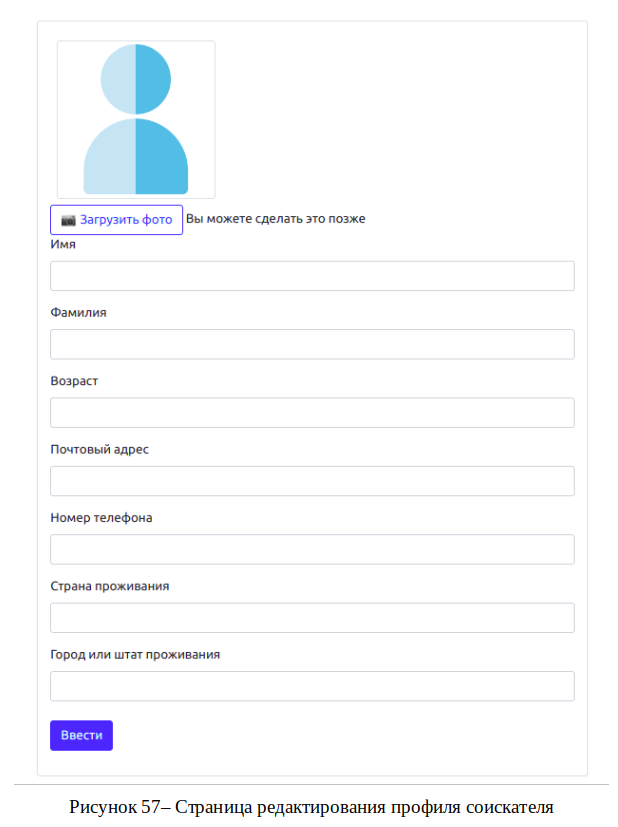 Загрузить фото Вы можете сделать это позже
Имя
Фамилия
Возраст
Почтовый адрес
Номер телефона
Страна проживания
Город или штат проживания
Ввести
Рисунок 57– Страница редактирования профиля соискателя